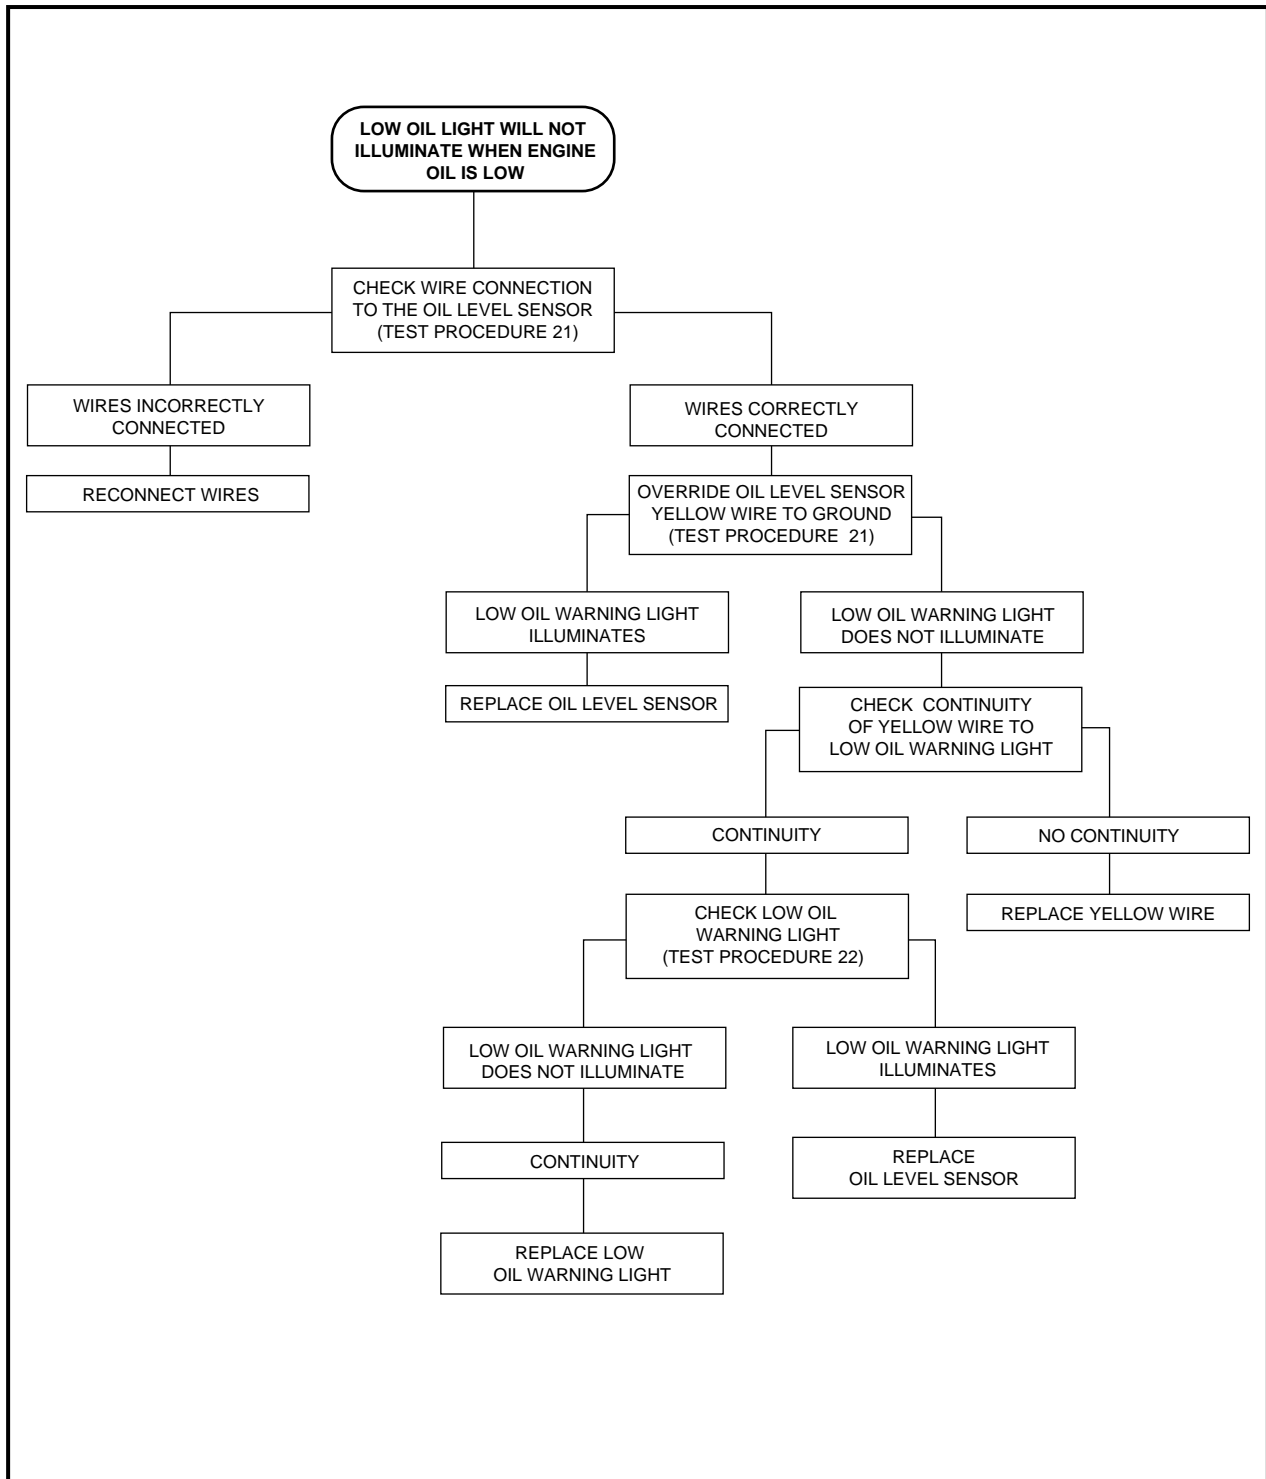 LOW OIL LIGHT WILL NOT
ILLUMINATE WHEN ENGINE
OIL IS LOW
CHECK WIRE CONNECTION
TO THE OIL LEVEL SENSOR
(TEST PROCEDURE 21)
WIRES INCORRECTLY
CONNECTED
RECONNECT WIRES
WIRES CORRECTLY
CONNECTED
OVERRIDE OIL LEVEL SENSOR
YELLOW WIRE TO GROUND
(TEST PROCEDURE 21)
LOW OIL WARNING LIGHT
ILLUMINATES
REPLACE OIL LEVEL SENSOR
LOW OIL WARNING LIGHT
DOES NOT ILLUMINATE
CHECK CONTINUITY
OF YELLOW WIRE TO
LOW OIL WARNING LIGHT
CONTINUITY
NO CONTINUITY
REPLACE YELLOW WIRE
CHECK LOW OIL
WARNING LIGHT
(TEST PROCEDURE 22)
LOW OIL WARNING LIGHT
DOES NOT ILLUMINATE
CONTINUITY
REPLACE LOW
OIL WARNING LIGHT
LOW OIL WARNING LIGHT
ILLUMINATES
REPLACE
OIL LEVEL SENSOR